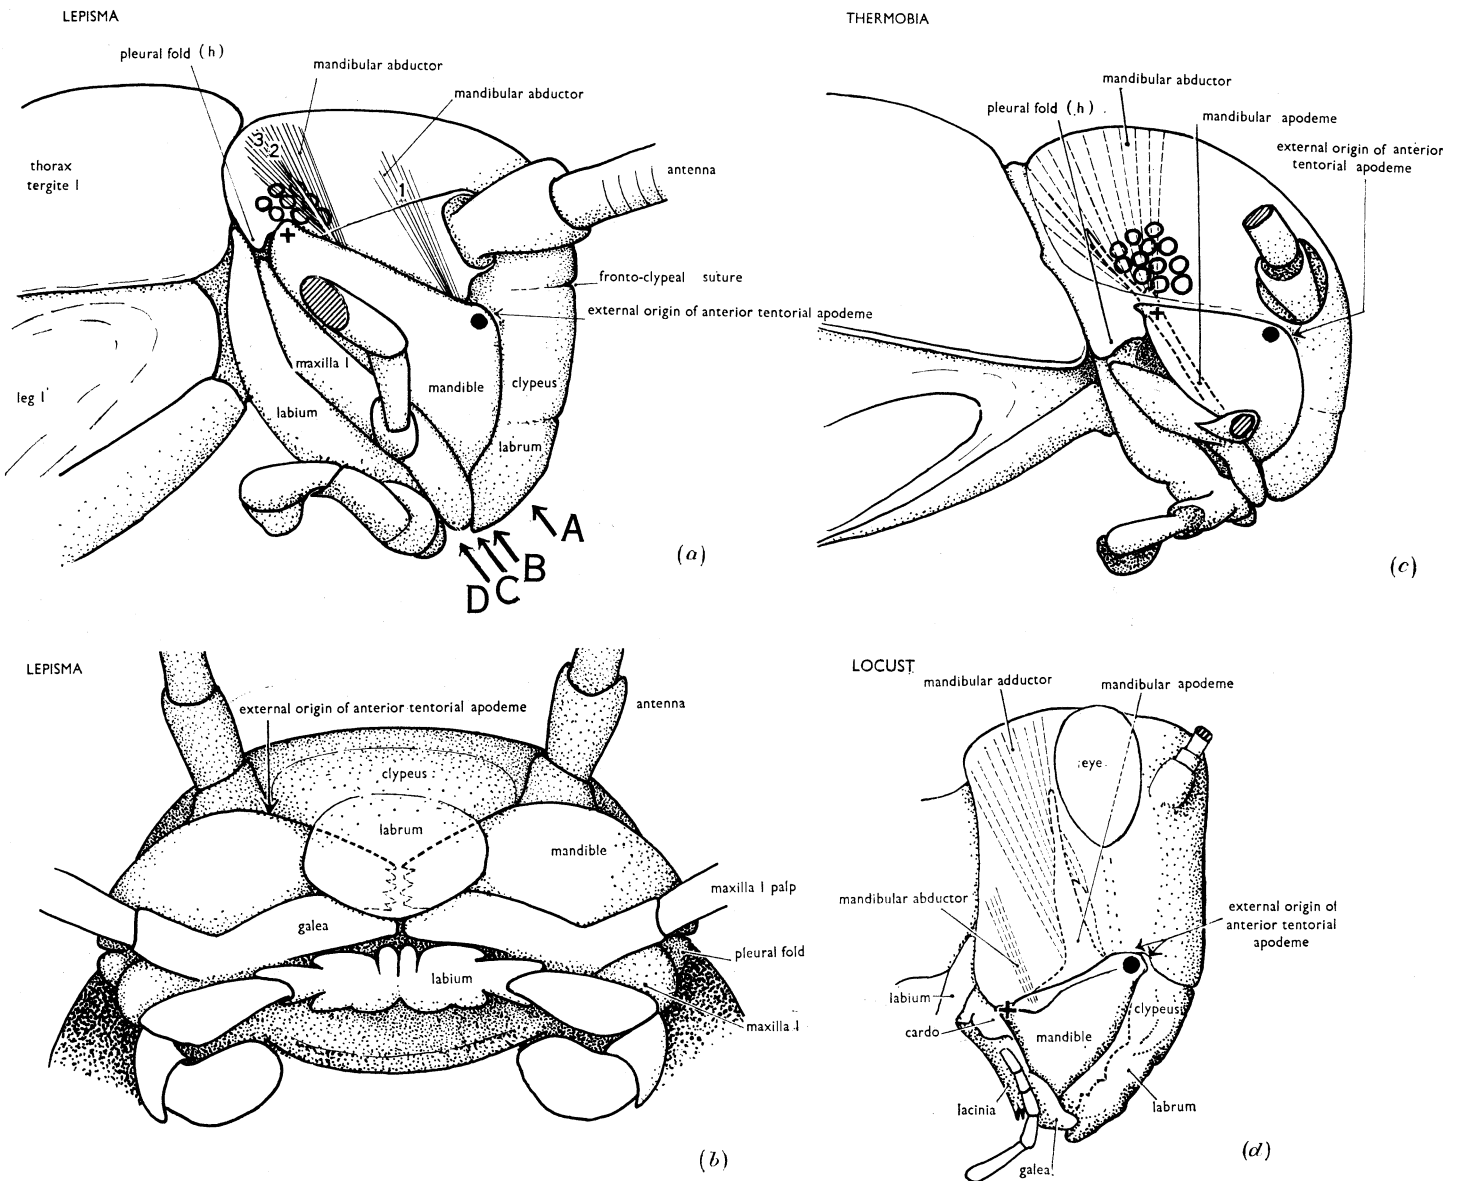 LEPISMA
pleural fold (h)
mandibular abductor
mandibular abductor
3
2
1
thorax
tergite I
antenna
fronto-clypeal suture
external origin of anterior tentorial apodeme
maxilla I
mandible
clypeus
leg I
labium
labrum
A
B
C
D
(a)
THERMOBIA
mandibular abductor
pleural fold (h)
mandibular apodeme
external origin of anterior
tentorial apodeme
(c)
LEPISMA
external origin of anterior tentorial apodeme
antenna
clypeus
labrum
mandible
maxilla I palp
galea
pleural fold
labium
maxilla I
(b)
LOCUST
mandibular adductor
mandibular apodeme
eye
mandibular abductor
external origin of
anterior tentorial
apodeme
labium
cardo
clypeus
mandible
lacinia
labrum
galea
(d)